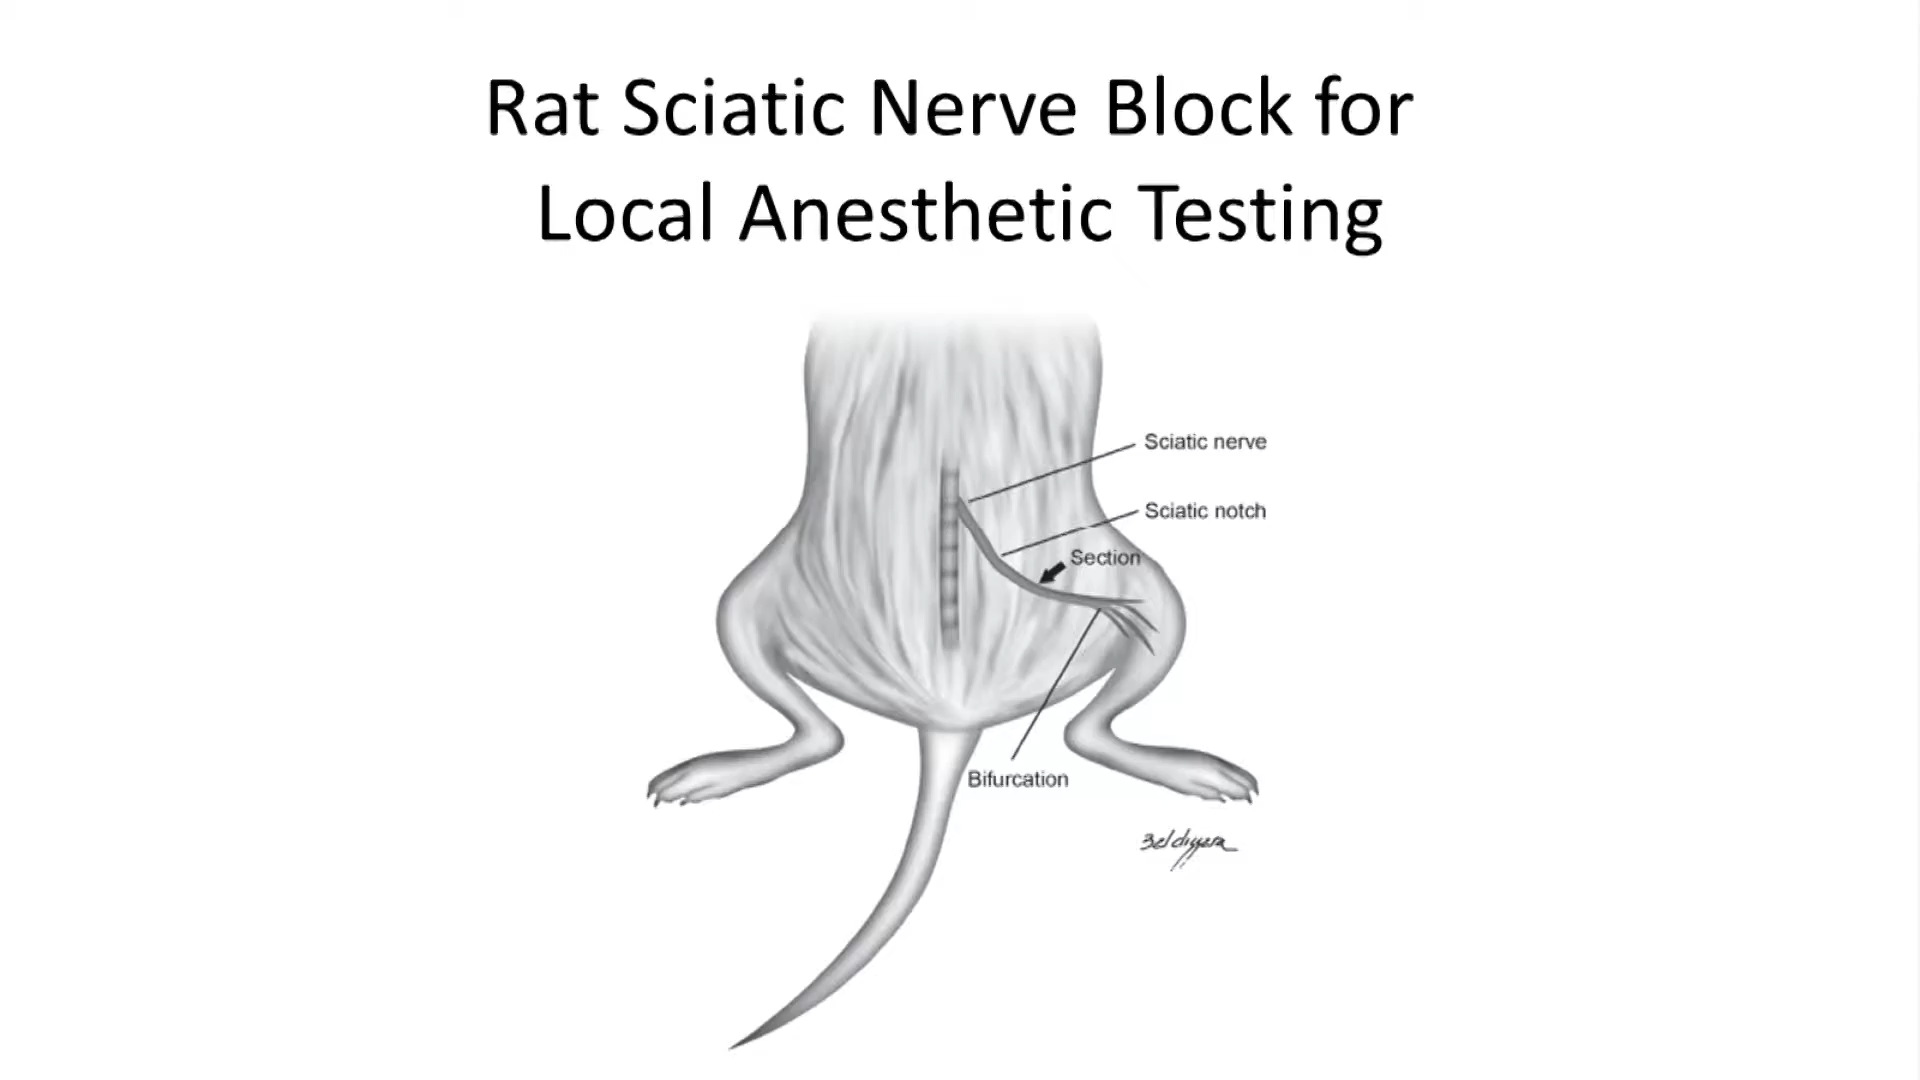 Rat Sciatic Nerve Block for
Local Anesthetic Testing
Sciatic nerve
Sciatic notch
Section
Bifurcation